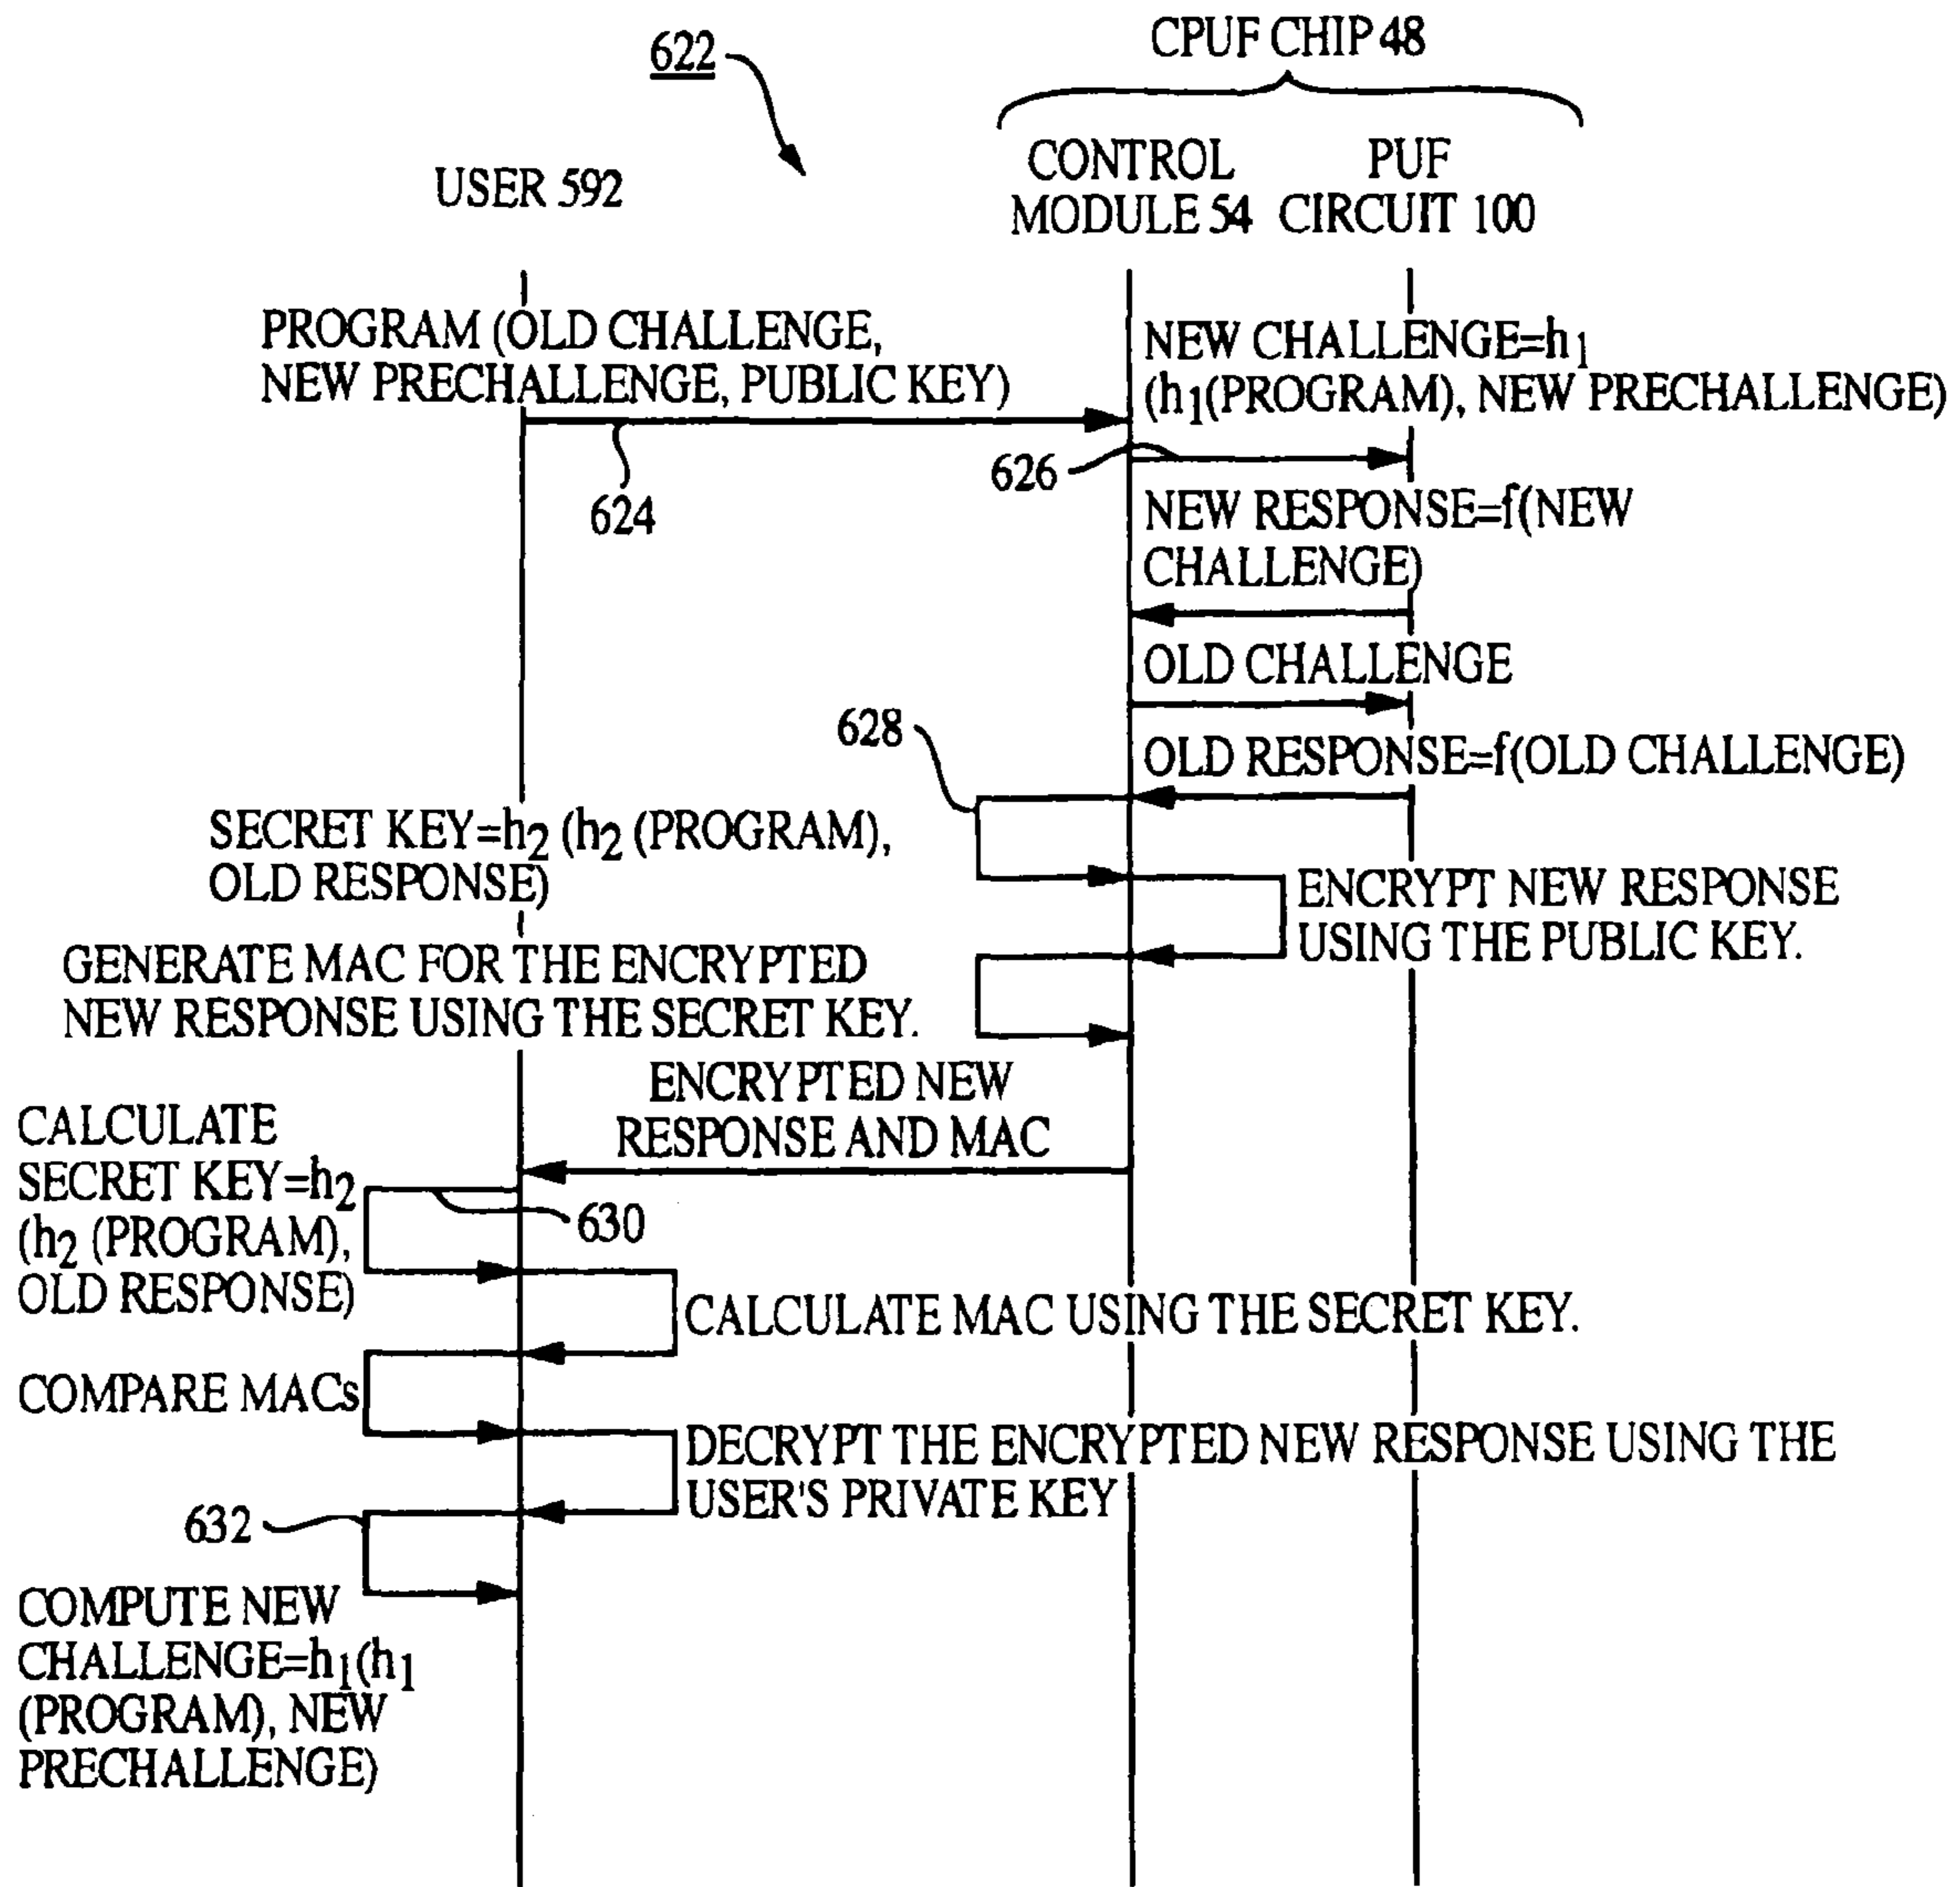 622
CPUF CHIP 48
USER 592
CONTROL
MODULE 54
PUF
CIRCUIT 100
PROGRAM (OLD CHALLENGE,
NEW PRECHALLENGE, PUBLIC KEY)
624
NEW CHALLENGE=h1
(h1(PROGRAM), NEW PRECHALLENGE)
626
NEW RESPONSE=f(NEW
CHALLENGE)
OLD CHALLENGE
628
OLD RESPONSE=f(OLD CHALLENGE)
SECRET KEY=h2 (h2 (PROGRAM),
OLD RESPONSE)
ENCRYPT NEW RESPONSE
USING THE PUBLIC KEY.
GENERATE MAC FOR THE ENCRYPTED
NEW RESPONSE USING THE SECRET KEY.
ENCRYPTED NEW
RESPONSE AND MAC
CALCULATE
SECRET KEY=h2
(h2 (PROGRAM),
OLD RESPONSE)
630
CALCULATE MAC USING THE SECRET KEY.
COMPARE MACs
DECRYPT THE ENCRYPTED NEW RESPONSE USING THE
USER'S PRIVATE KEY
632
COMPUTE NEW
CHALLENGE=h1(h1
(PROGRAM), NEW
PRECHALLENGE)